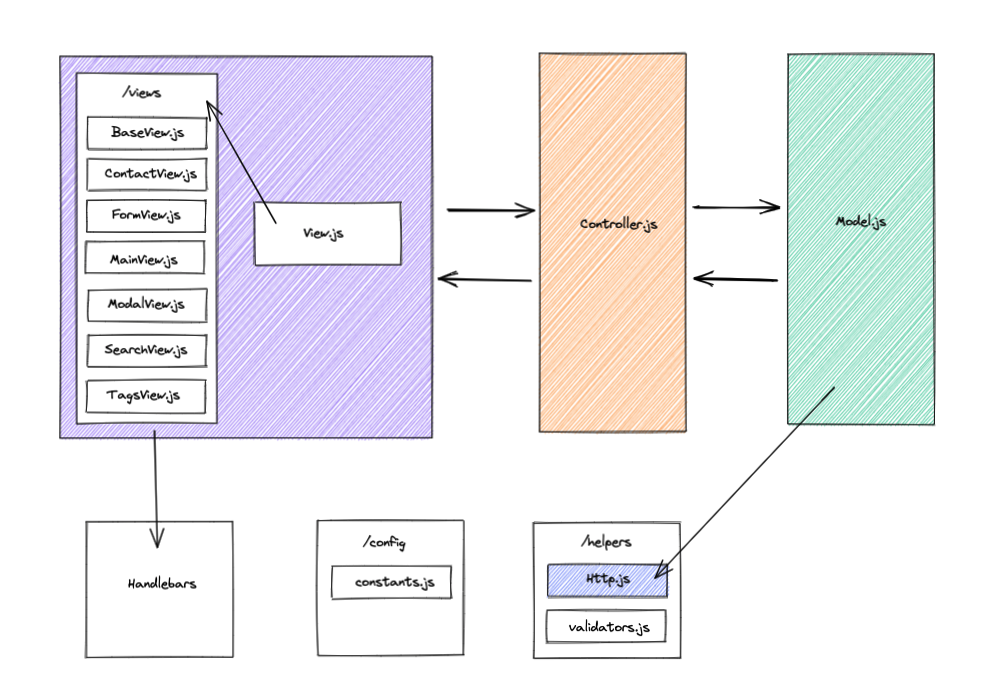 /views
BaseView.js
ContactView.js
FormView.js
MainView.js
ModalView.js
SearchView.js
TagsView.js
View.js
Controller.js
Model.js
Handlebars
/config
constants.js
/helpers
Http.js
validators.js